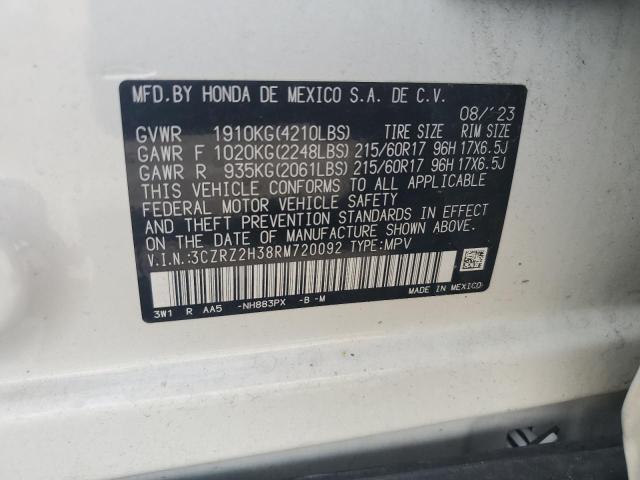 MFD.BY HONDA DE MEXICO S.A. DE C.V.
08/'23
GVWR 1910KG(4210LBS) TIRE SIZE RIM SIZE
GAWR F 1020KG(2248LBS) 215/60R17 96H 17X6.5J
GAWR R 935KG(2061LBS) 215/60R17 96H 17X6.5J
THIS VEHICLE CONFORMS TO ALL APPLICABLE
FEDERAL MOTOR VEHICLE SAFETY
AND THEFT PREVENTION STANDARDS IN EFFECT
ON THE DATE OF MANUFACTURE SHOWN ABOVE.
V.I.N.:3CZRZ2H38RM720092 TYPE:MPV
3W1 R AA5 -NH883PX -B -M
MADE IN MEXICO